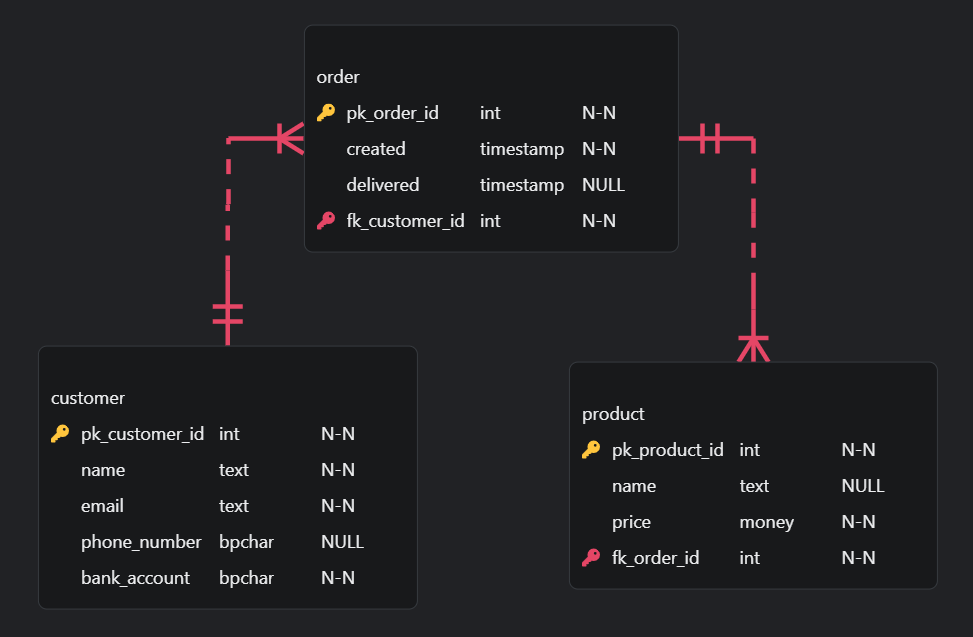 order
pk_order_id int N-N
created timestamp N-N
delivered timestamp NULL
fk_customer_id int N-N
customer
pk_customer_id int N-N
name text N-N
email text N-N
phone_number bpchar NULL
bank_account bpchar N-N
product
pk_product_id int N-N
name text NULL
price money N-N
fk_order_id int N-N